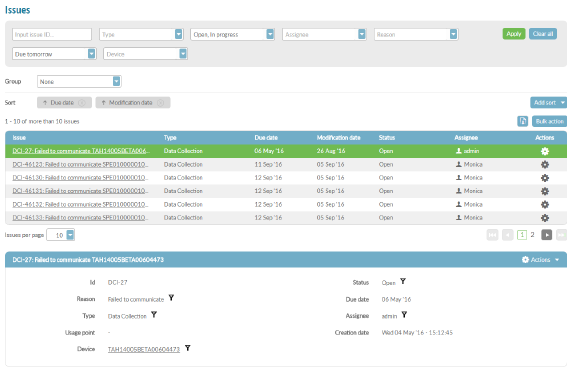 Issues
Input issue ID... Type Open, In progress Assignee Reason Apply Clear all
Due tomorrow Device
Group None
Sort Due date Modification date Add sort
1 - 10 of more than 10 issues Bulk action
Issue Type Due date Modification date Status Assignee Actions
DCI-27: Failed to communicate TAH14005BETA006... Data Collection 06 May '16 26 Aug '16 Open admin
Failed to communicate SPE010000010... Data Collection 11 Sep '16 05 Sep '16 Open Monica
DCI-46130: Failed to communicate SPE010000010... Data Collection 12 Sep '16 05 Sep '16 Open Monica
DCI-46131: Failed to communicate SPE010000010... Data Collection 12 Sep '16 05 Sep '16 Open Monica
DCI-46132: Failed to communicate SPE010000010... Data Collection 12 Sep '16 05 Sep '16 Open Monica
DCI-46133: Failed to communicate SPE010000010... Data Collection 12 Sep '16 05 Sep '16 Open Monica
Issues per page 10 1 2
DCI-27: Failed to communicate TAH14005BETA00604473 Actions
Id DCI-27 Status Open
Reason Failed to communicate Due date 06 May '16
Type Data Collection Assignee admin
Usage point - Creation date Wed 04 May '16 - 15:12:45
Device TAH14005BETA00604473